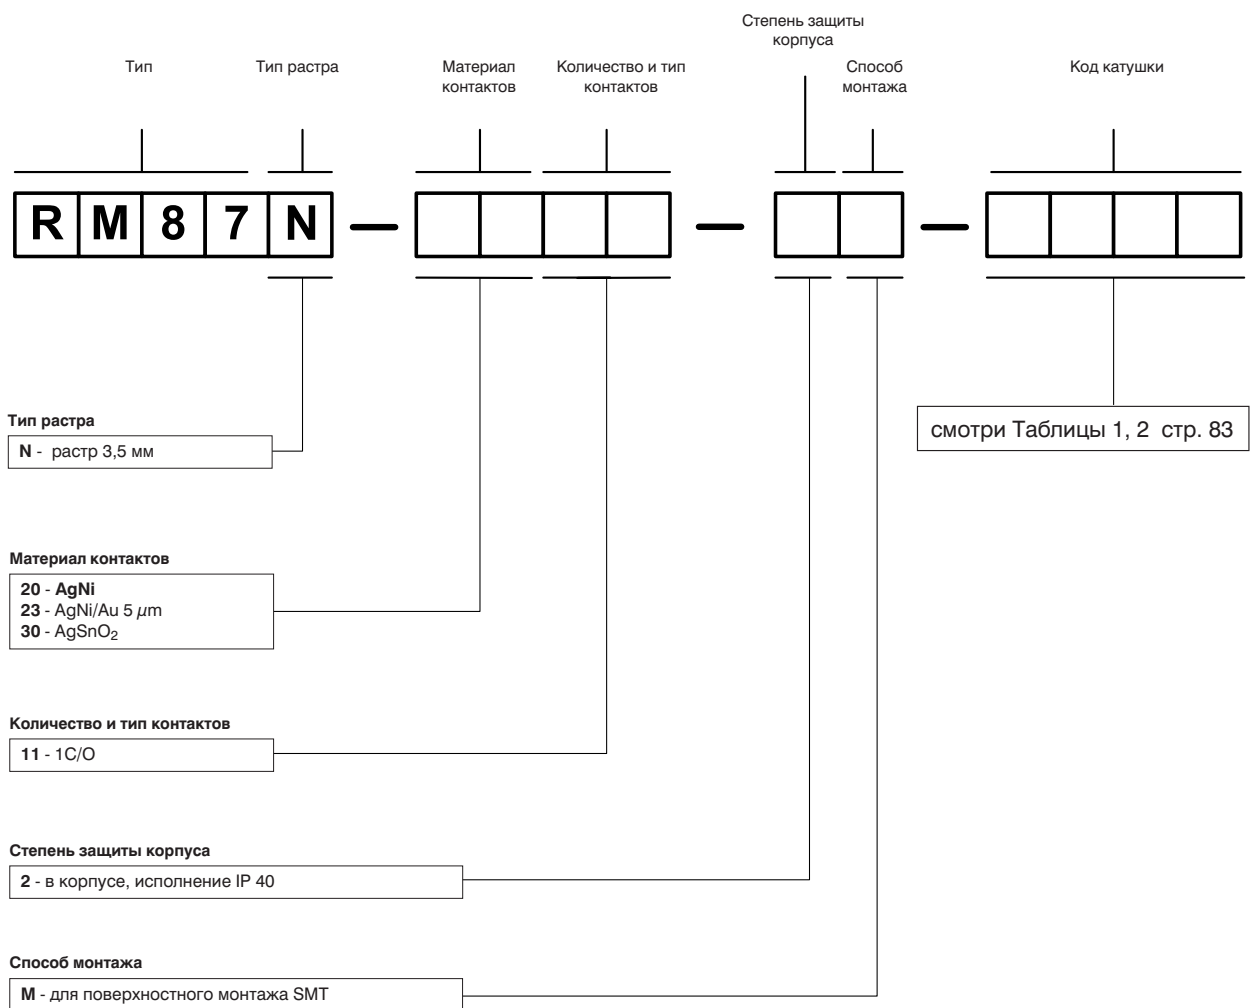 Степень защиты
корпуса
Тип
Тип растра
Материал
контактов
Количество и тип
контактов
Способ
монтажа
Код катушки
R M 8 7 N — — —
Тип растра
N - растр 3,5 мм
смотри Таблицы 1, 2 стр. 83
Материал контактов
20 - AgNi
23 - AgNi/Au 5 µm
30 - AgSnO₂
Количество и тип контактов
11 - 1C/O
Степень защиты корпуса
2 - в корпусе, исполнение IP 40
Способ монтажа
M - для поверхностного монтажа SMT